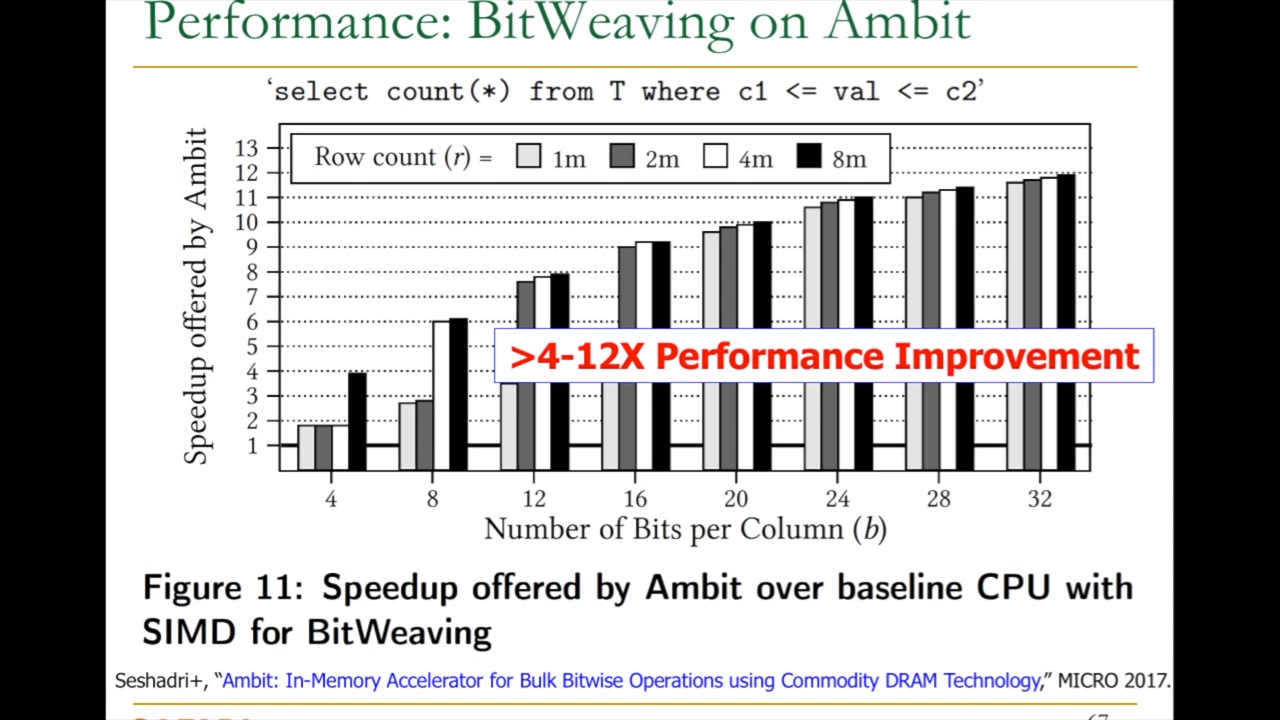 Performance: BitWeaving on Ambit
‘select count(*) from T where c1 <= val <= c2’
Row count (r) = 1m 2m 4m 8m
Speedup offered by Ambit
13
12
11
10
9
8
7
6
5
4
3
2
1
>4-12X Performance Improvement
4 8 12 16 20 24 28 32
Number of Bits per Column (b)
Figure 11: Speedup offered by Ambit over baseline CPU with
SIMD for BitWeaving
Seshadri+, “Ambit: In-Memory Accelerator for Bulk Bitwise Operations using Commodity DRAM Technology,” MICRO 2017.